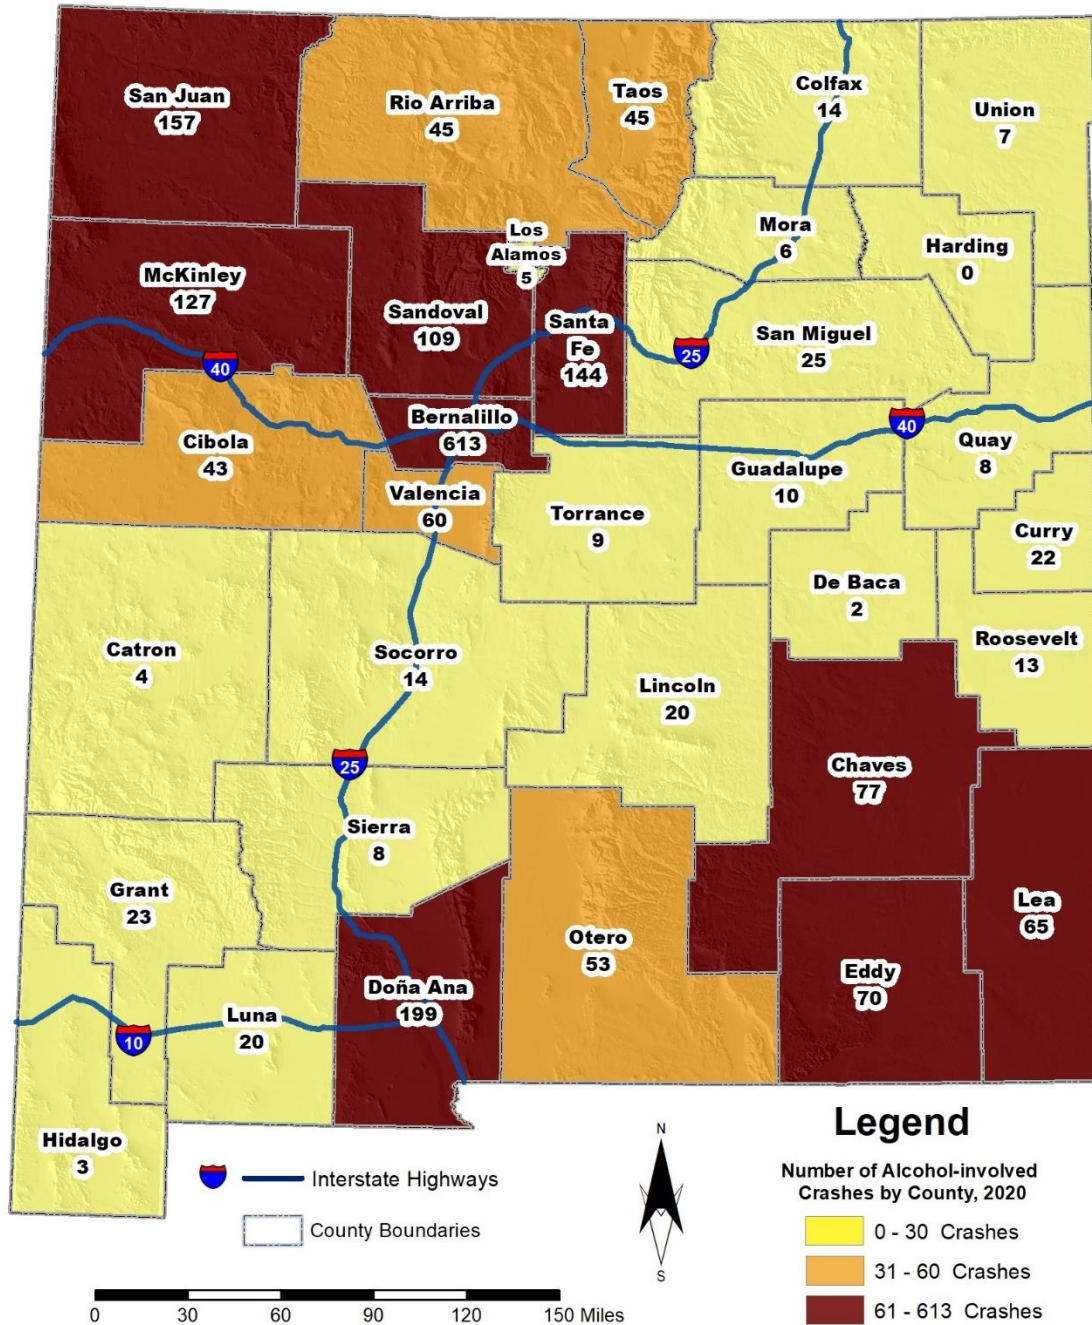 San Juan
157
Rio Arriba
45
Taos
45
Colfax
14
Union
7
Mora
6
Harding
0
Los
Alamos
5
McKinley
127
Sandoval
109
Santa
Fe
144
San Miguel
25
25
40
40
Bernalillo
613
Cibola
43
Valencia
60
Torrance
9
Guadalupe
10
Quay
8
Curry
22
De Baca
2
Roosevelt
13
Catron
4
Socorro
14
Lincoln
20
25
Chaves
77
Sierra
8
Grant
23
Otero
53
Lea
65
Eddy
70
Doña Ana
199
Luna
20
10
Hidalgo
3
Interstate Highways
County Boundaries
0 30 60 90 120 150 Miles
N
S
Legend
Number of Alcohol-involved
Crashes by County, 2020
0 - 30 Crashes
31 - 60 Crashes
61 - 613 Crashes